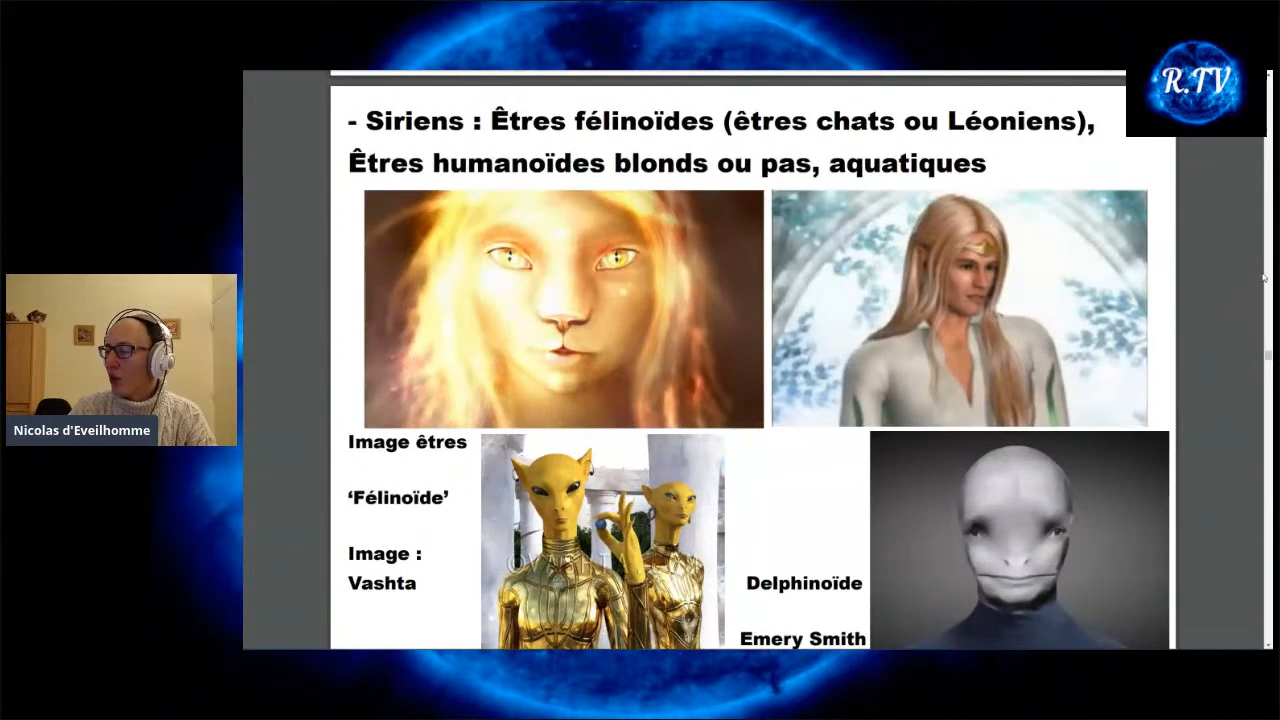 R.TV
- Siriens : Êtres félinoïdes (êtres chats ou Léoniens),
Êtres humanoïdes blonds ou pas, aquatiques
Image êtres
‘Félinoïde’
Image :
Vashta
Delphinoïde
Emery Smith
Nicolas d'Eveilhomme